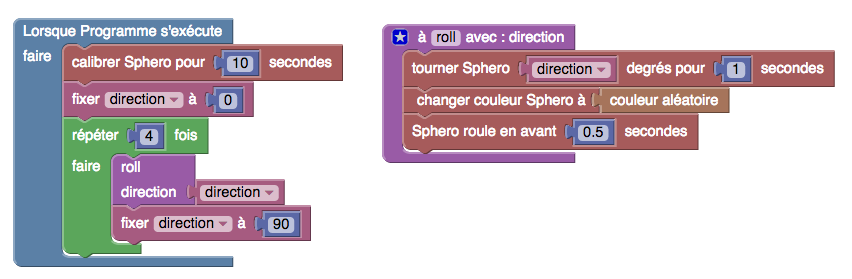 Lorsque Programme s'exécute
faire calibrer Sphero pour 10 secondes
fixer direction à 0
répéter 4 fois
faire roll
direction direction
fixer direction à 90
à roll avec : direction
tourner Sphero direction degrés pour 1 secondes
changer couleur Sphero à couleur aléatoire
Sphero roule en avant 0.5 secondes